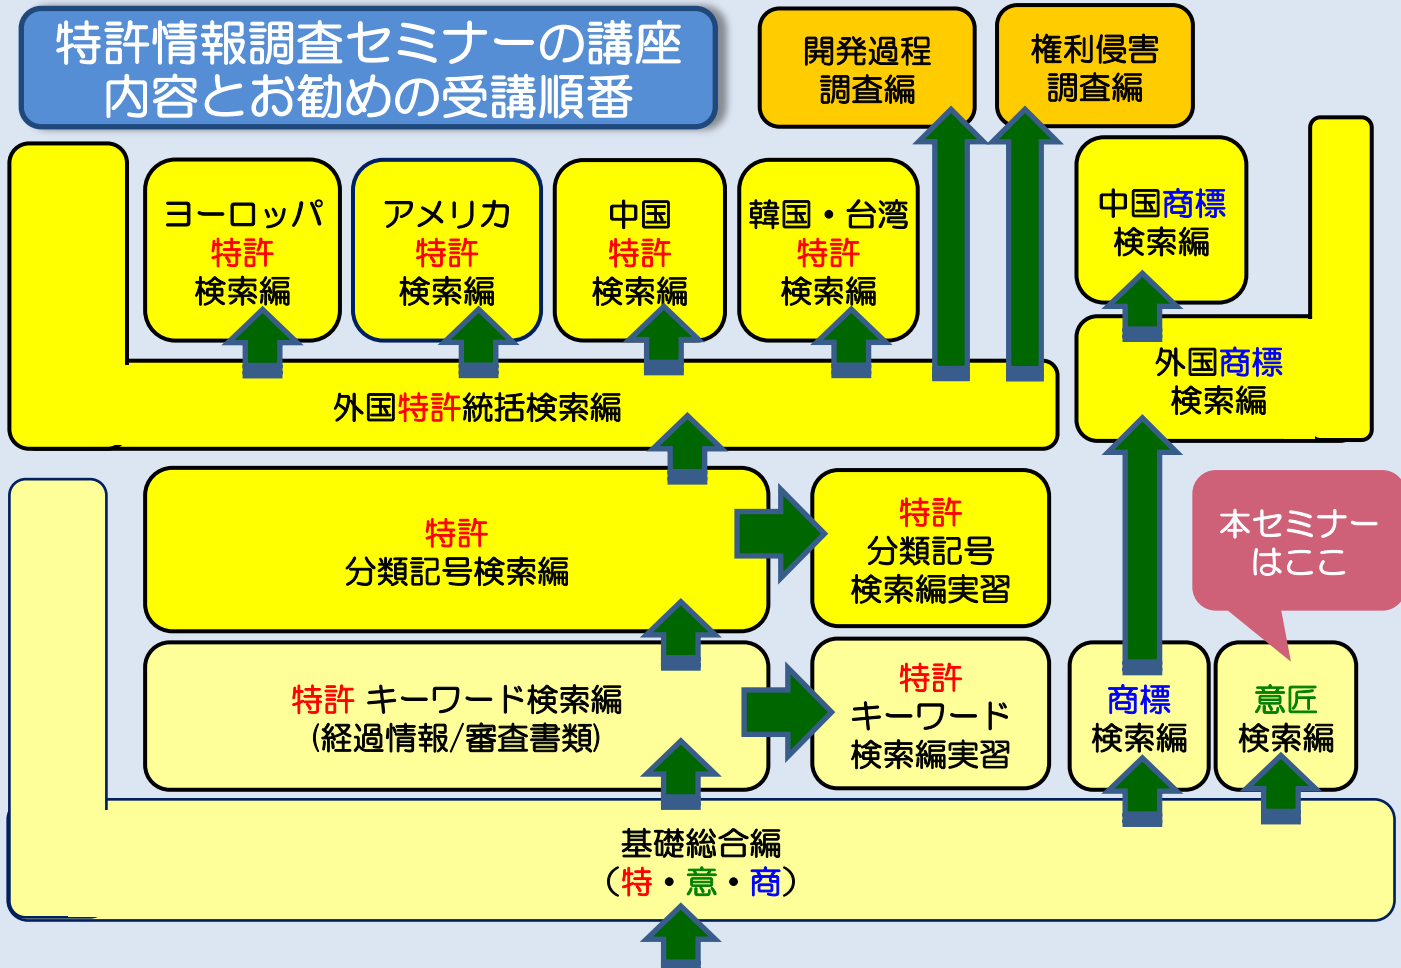 特許情報調査セミナーの講座
内容とお勧めの受講順番
開発過程
調査編
権利侵害
調査編
ヨーロッパ
特許
検索編
アメリカ
特許
検索編
中国
特許
検索編
韓国・台湾
特許
検索編
中国商標
検索編
外国商標
検索編
外国特許統括検索編
特許
分類記号検索編
特許
分類記号
検索編実習
本セミナー
はここ
特許 キーワード検索編
(経過情報/審査書類)
特許
キーワード
検索編実習
商標
検索編
意匠
検索編
基礎総合編
(特・意・商)